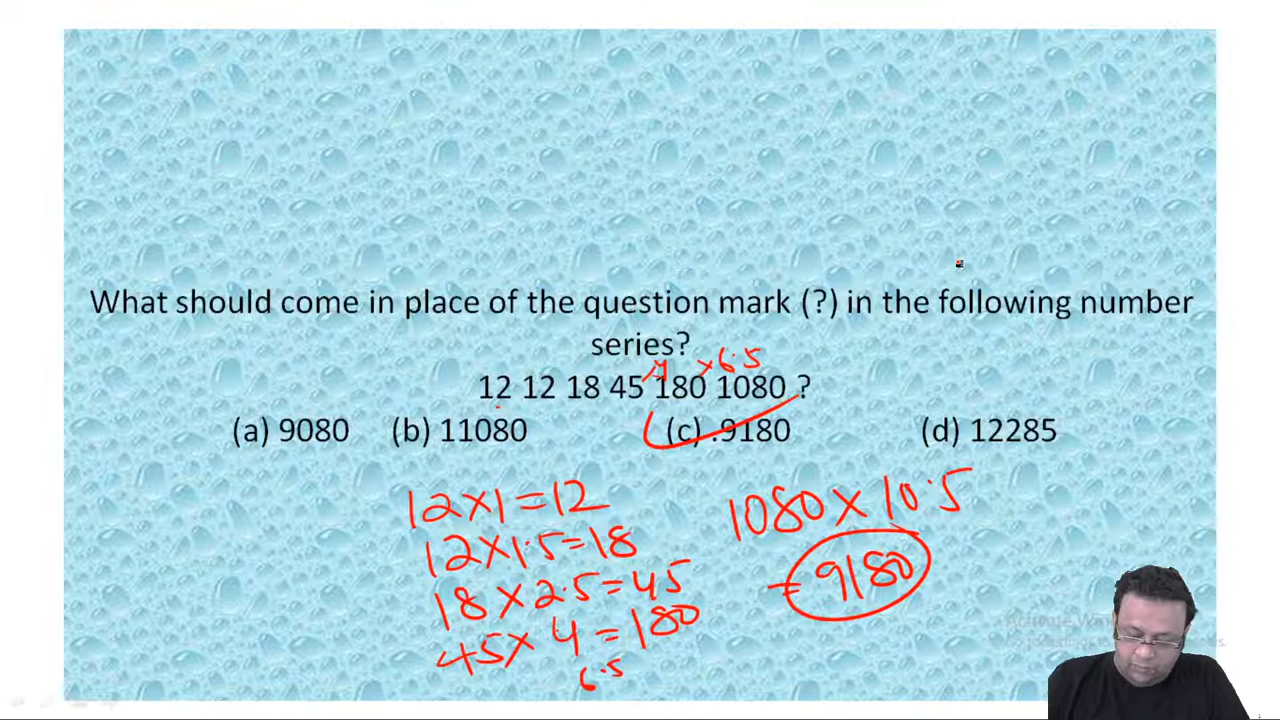 What should come in place of the question mark (?) in the following number
series?
×4 ×6.5
12 12 18 45 180 1080 ?
(a) 9080 (b) 11080 (c) .9180 (d) 12285
12×1=12
12×1.5=18
18×2.5=45
45×4=180
6.5
1080×10.5
=9180